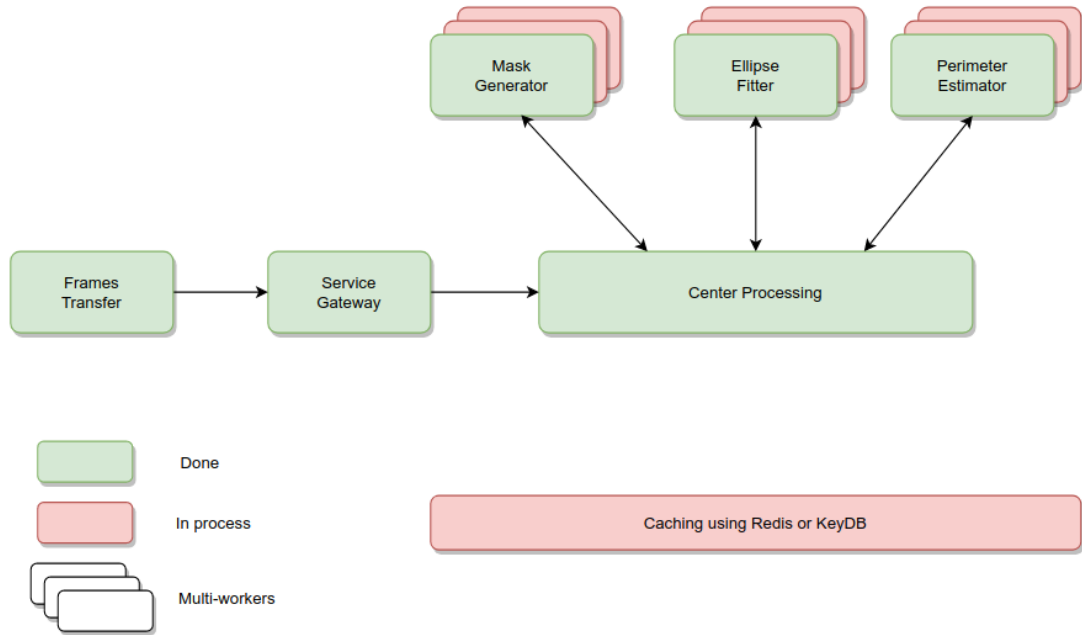 Mask
Generator
Ellipse
Fitter
Perimeter
Estimator
Frames
Transfer
Service
Gateway
Center Processing
Done
In process
Caching using Redis or KeyDB
Multi-workers